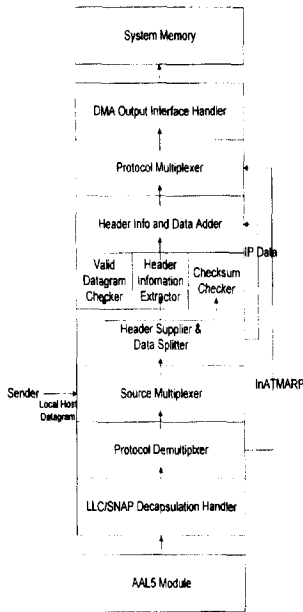 System Memory
DMA Output Interface Handler
Protocol Multiplexer
Header Info and Data Adder
IP Data
Valid
Datagram
Checker
Header
Infomation
Extractor
Checksum
Checker
Header Supplier &
Data Splitter
Sender
Local Host
Datagram
Source Multiplexer
InATMARP
Protocol Demultiplxer
LLC/SNAP Decapsulation Handler
AAL5 Module